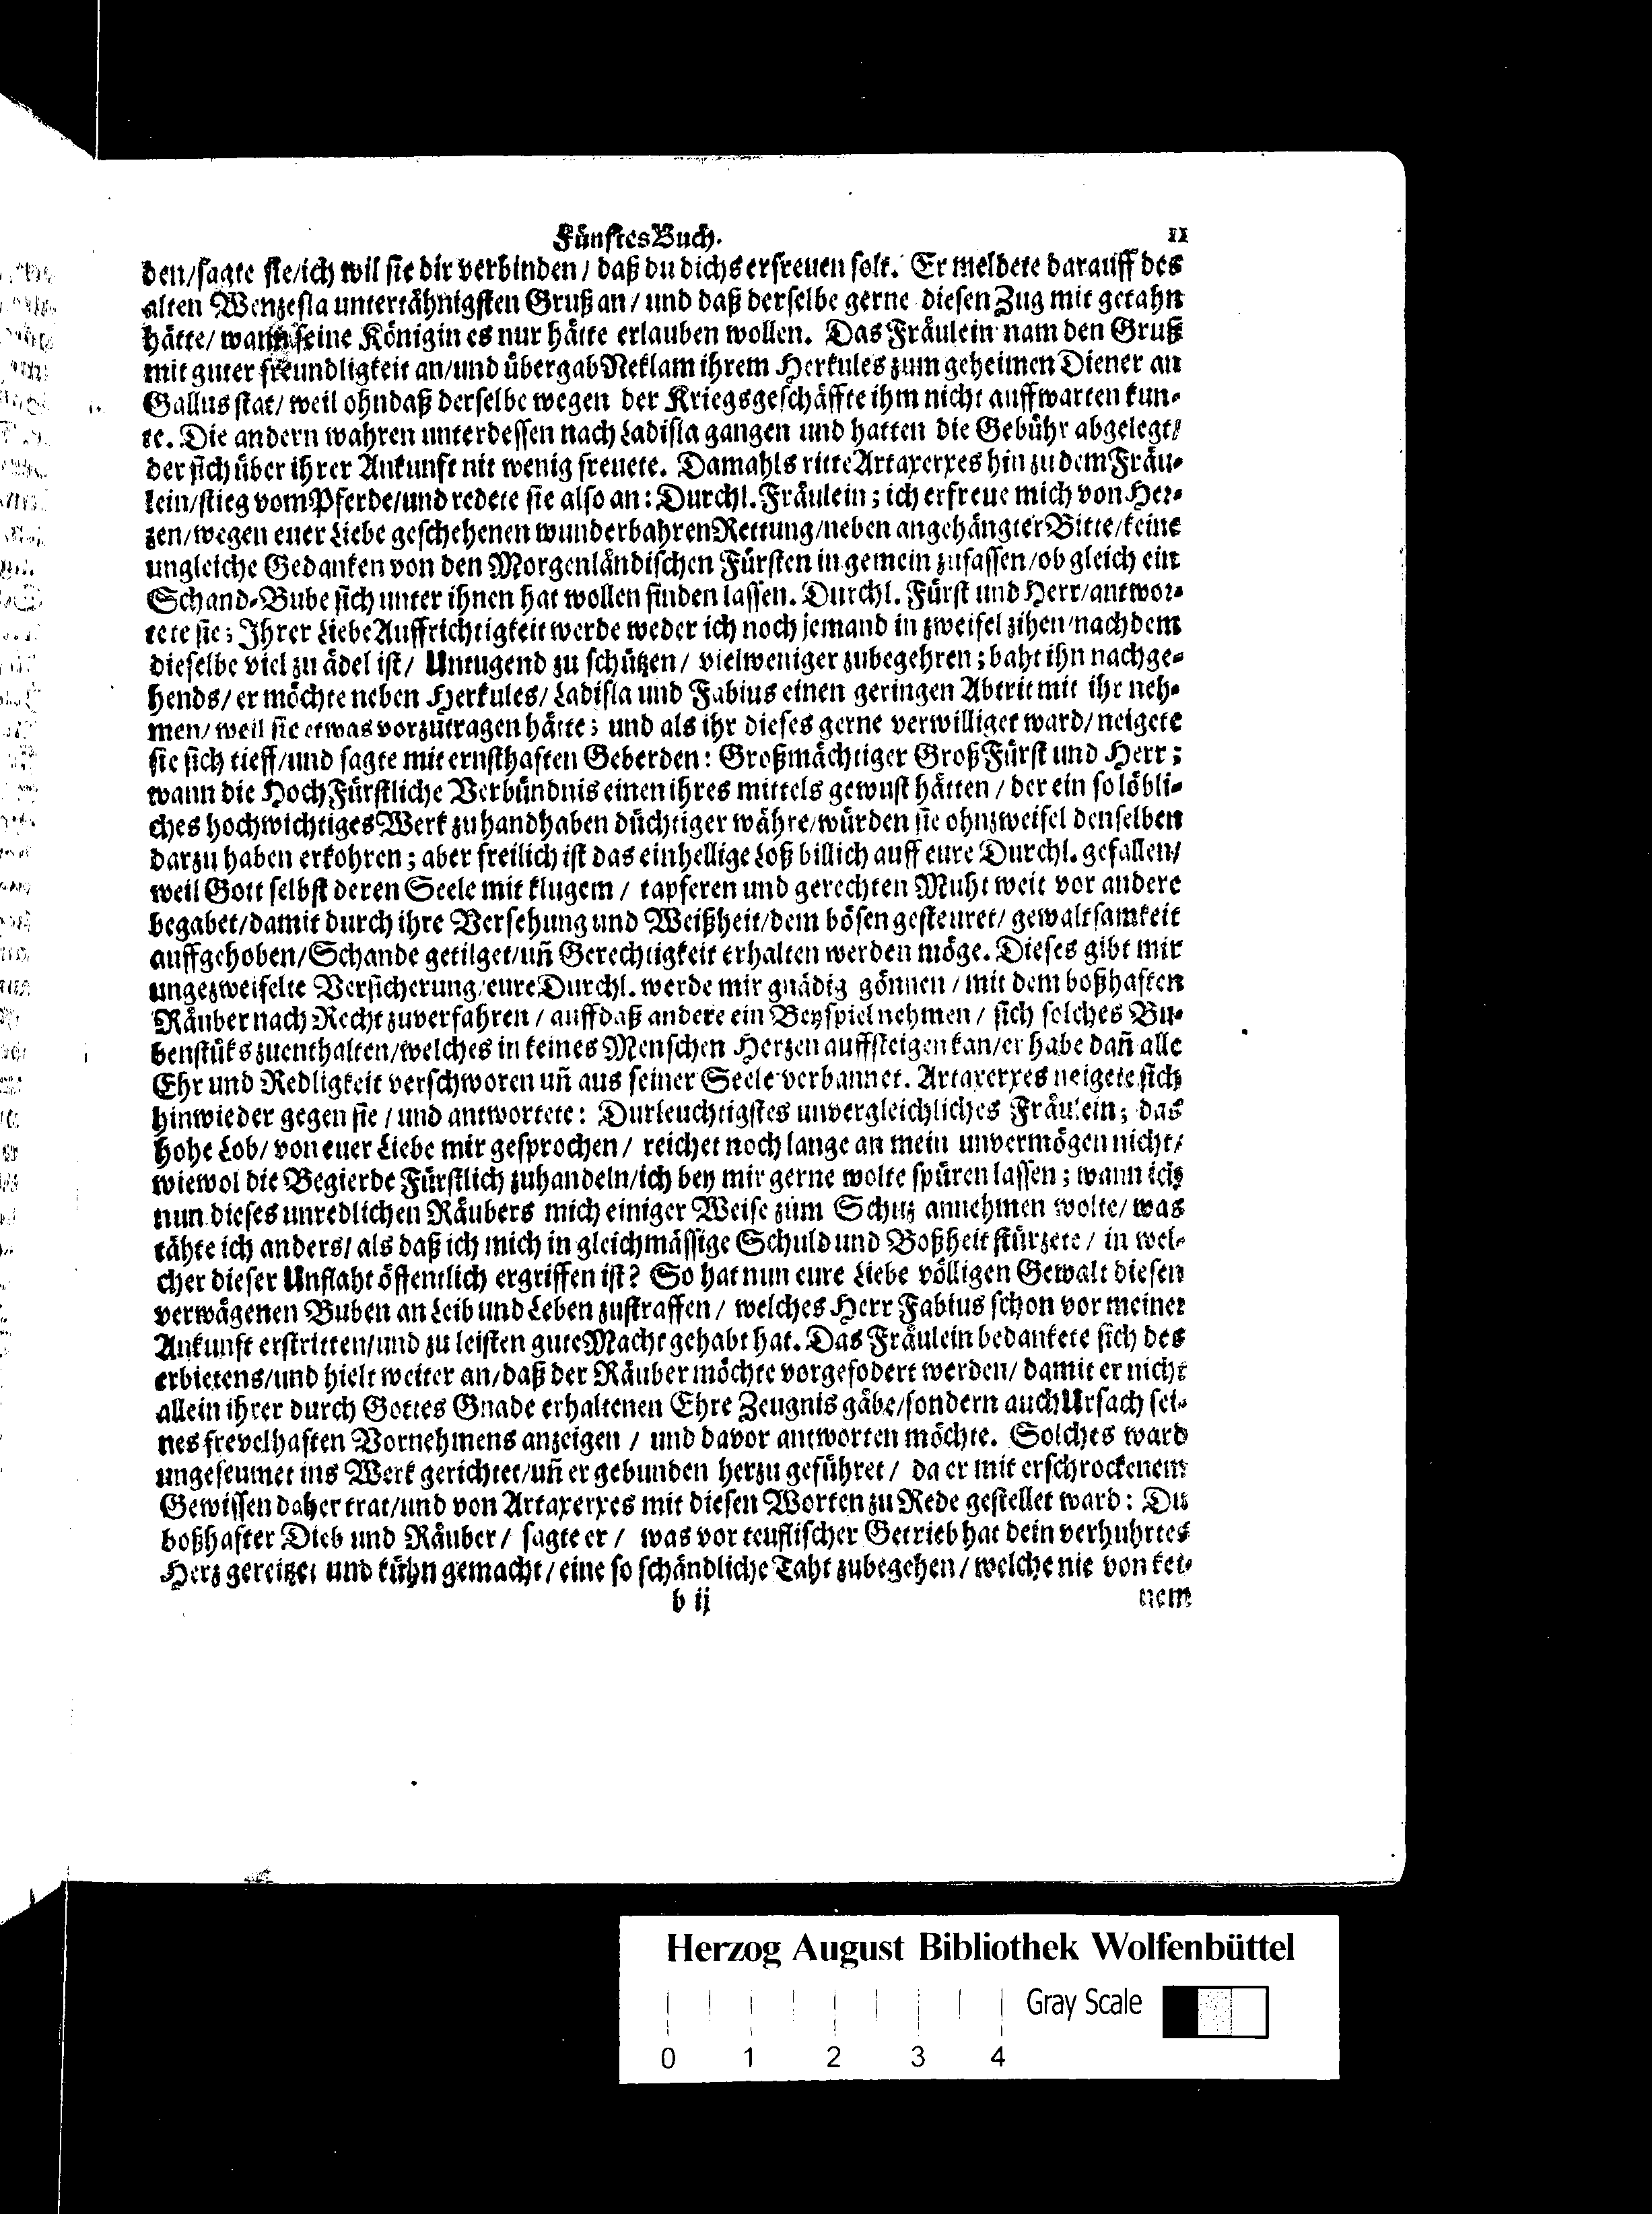 Fünftes Buch. 11
den/sagte sie/ich wil sie dir verbinden / daß du dichs erfreuen solt. Er meldete darauff des
alten Wenzesla untertähnigsten Gruß an / und daß derselbe gerne diesen Zug mit getahn
hätte/ wann seine Königin es nur hätte erlauben wollen. Das Fräulein nam den Gruß
mit guter freundligkeit an/und übergab Neklam ihrem Herkules zum geheimen Diener an
Gallus stat/ weil ohndaß derselbe wegen der Kriegsgeschäffte ihm nicht auffwarten kun-
te. Die andern wahren unterdessen nach Ladisla gangen und hatten die Gebühr abgelegt/
der sich über ihrer Ankunft nit wenig freuete. Damahls ritte Artaxerxes hin zu dem Fräu-
lein/stieg vom Pferde/und redete sie also an: Durchl. Fräulein; ich erfreue mich von Her-
zen/wegen euer Liebe geschehenen wunderbahren Rettung/neben angehängter Bitte/keine
ungleiche Gedanken von den Morgenländischen Fürsten in gemein zufassen/ob gleich ein
Schand-Bube sich unter ihnen hat wollen finden lassen. Durchl. Fürst und Herr/antwor-
tete sie; Ihrer Liebe Auffrichtigkeit werde weder ich noch jemand in zweifel zihen/nachdem
dieselbe viel zu ädel ist/ Untugend zu schützen/ vielweniger zubegehren; baht ihn nachge-
hends/ er möchte neben Herkules/ Ladisla und Fabius einen geringen Abtrit mit ihr neh-
men/ weil sie etwas vorzutragen hätte; und als ihr dieses gerne verwilliget ward/ neigete
sie sich tieff/und sagte mit ernsthaften Geberden: Großmächtiger GroßFürst und Herr;
wann die HochFürstliche Verbündnis einen ihres mittels gewust hätten / der ein so löbli-
ches hochwichtiges Werk zuhandhaben düchtiger währe/würden sie ohnzweifel denselben
darzu haben erkohren; aber freilich ist das einhellige Loß billich auff eure Durchl. gefallen/
weil Gott selbst deren Seele mit klugem / tapferen und gerechten Muht weit vor andere
begabet/damit durch ihre Versehung und Weißheit/dem bösen gesteuret/ gewaltsamkeit
auffgehoben/Schande getilget/uñ Gerechtigkeit erhalten werden möge. Dieses gibt mir
ungezweifelte Versicherung/eure Durchl. werde mir gnädig gönnen / mit dem boßhaften
Räuber nach Recht zuverfahren / auff daß andere ein Beyspiel nehmen / sich solches Bu-
benstüks zuenthalten/welches in keines Menschen Herzen auffsteigen kan/er habe dañ alle
Ehr und Redligkeit verschworen uñ aus seiner Seele verbannet. Artaxerxes neigete sich
hinwieder gegen sie / und antwortete: Durleuchtigstes unvergleichliches Fräulein; das
hohe Lob/ von euer Liebe mir gesprochen / reichet noch lange an mein unvermögen nicht/
wiewol die Begierde Fürstlich zuhandeln/ich bey mir gerne wolte spüren lassen; wann ich
nun dieses unredlichen Räubers mich einiger Weise zum Schuz annehmen wolte/ was
tähte ich anders/ als daß ich mich in gleichmässige Schuld und Boßheit stürzete / in wel-
cher dieser Unflaht öffentlich ergriffen ist? So hat nun eure Liebe völligen Gewalt diesen
verwägenen Buben an Leib und Leben zustraffen / welches Herr Fabius schon vor meiner
Ankunft erstritten/und zu leisten gute Macht gehabt hat. Das Fräulein bedankete sich des
erbietens/und hielt weiter an/daß der Räuber möchte vorgefodert werden/ damit er nicht
allein ihrer durch Gottes Gnade erhaltenen Ehre Zeugnis gäbe/sondern auch Ursach sei-
nes frevelhaften Vornehmens anzeigen / und davor antworten möchte. Solches ward
ungeseumet ins Werk gerichtet/uñ er gebunden herzu geführet / da er mit erschrockenem
Gewissen daher trat/und von Artaxerxes mit diesen Worten zu Rede gestellet ward: Du
boßhafter Dieb und Räuber / sagte er / was vor teuflischer Getrieb hat dein verhuhrtes
Herz gereitzet und kühn gemacht / eine so schändliche Taht zubegehen / welche nie von kei-
b ij nem
Herzog August Bibliothek Wolfenbüttel
Gray Scale
0 1 2 3 4